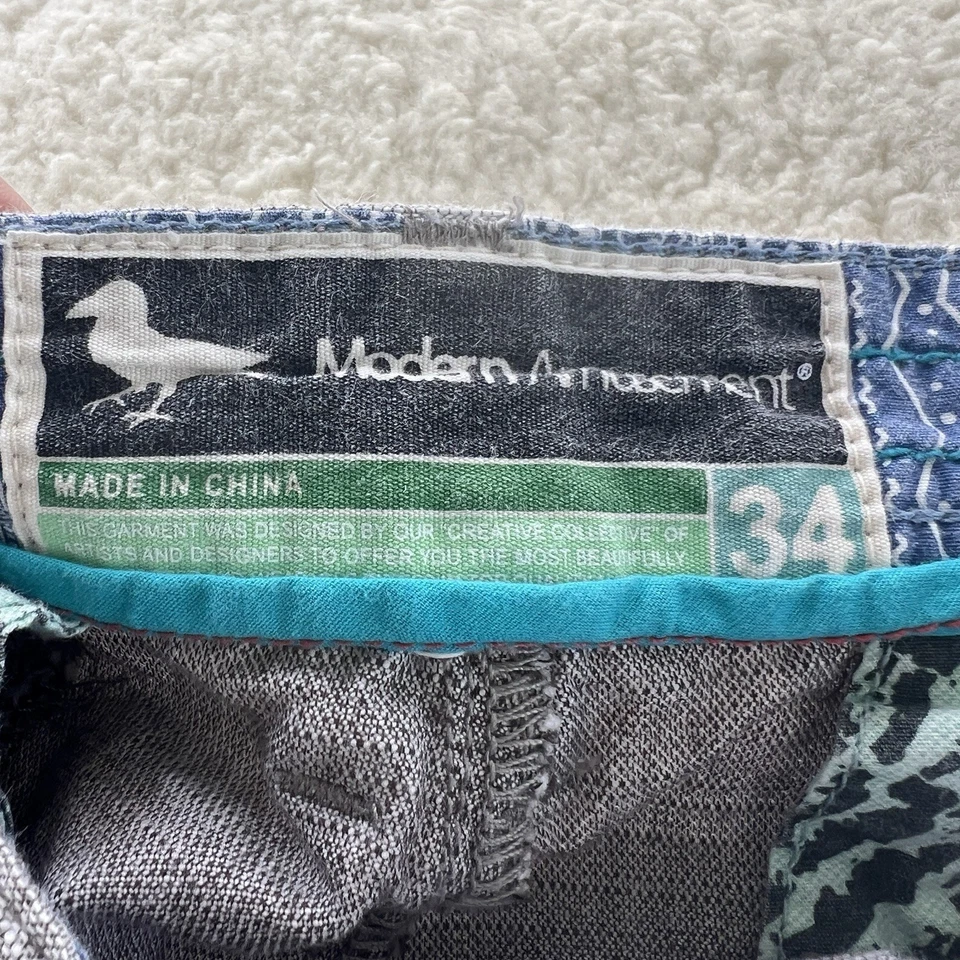 Modern Amusement®
MADE IN CHINA
34
THIS GARMENT WAS DESIGNED BY OUR "CREATIVE COLLECTIVE" OF
ARTISTS AND DESIGNERS TO OFFER YOU THE MOST BEAUTIFULLY